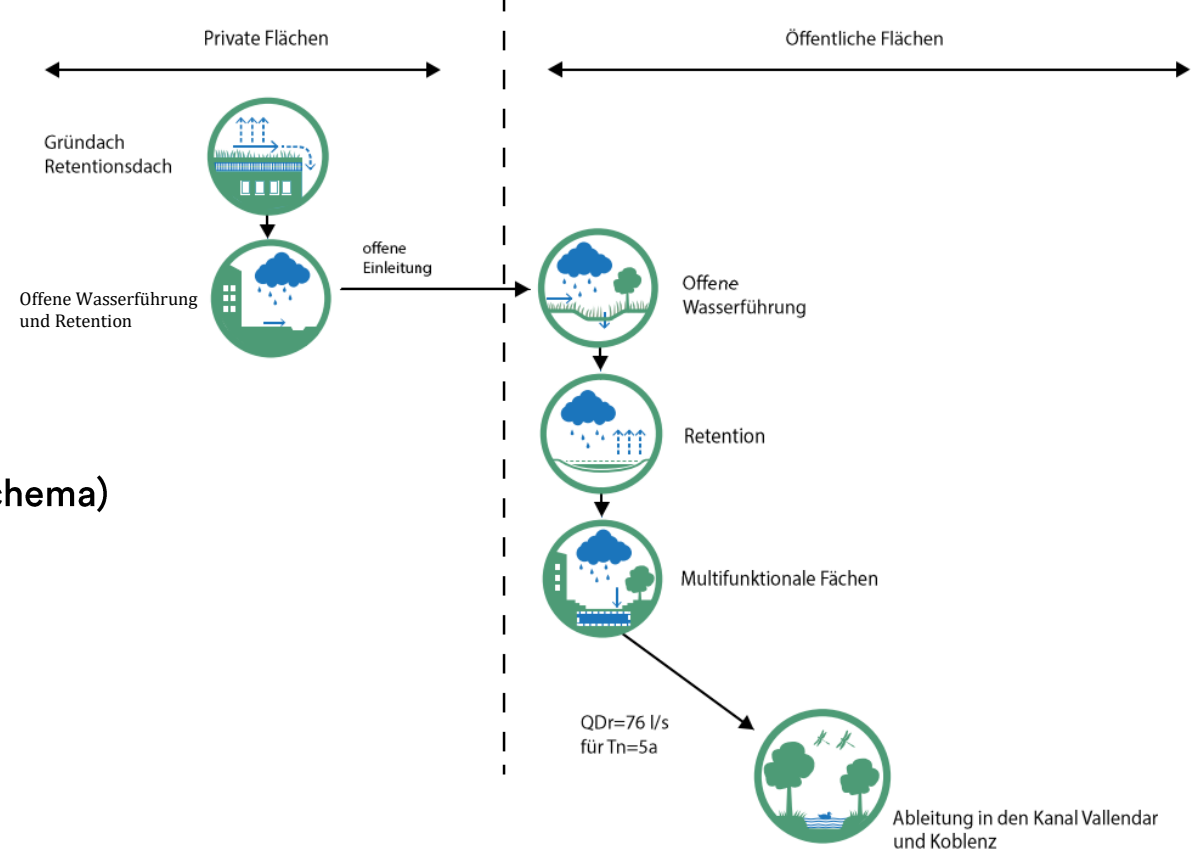 Private Flächen
Öffentliche Flächen
Gründach
Retentionsdach
offene
Einleitung
Offene Wasserführung
und Retention
Offene
Wasserführung
Retention
chema)
Multifunktionale Fächen
QDr=76 l/s
für Tn=5a
Ableitung in den Kanal Vallendar
und Koblenz